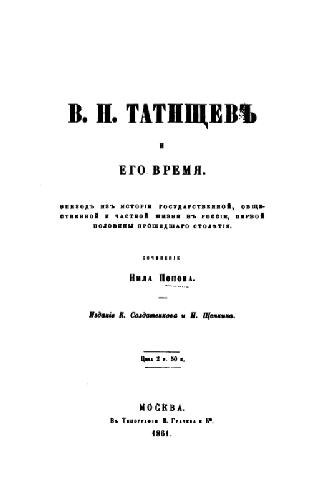 В. Н. ТАТИЩЕВЪ
И
ЕГО ВРЕМЯ.
ЭПИЗОДЪ ИЗЪ ИСТОРІИ ГОСУДАРСТВЕННОЙ, ОБЩЕ-
СТВЕННОЙ И ЧАСТНОЙ ЖИЗНИ ВЪ РОССІИ, ПЕРВОЙ
ПОЛОВИНЫ ПРОШЕДШАГО СТОЛѢТІЯ.
СОЧИНЕНІЕ
Нила Попова.
Изданіе К. Солдатенкова и Н. Щепкина.
Цѣна 2 р. 50 к.
МОСКВА.
Въ Типографіи В. Грачева и Кº.
1861.